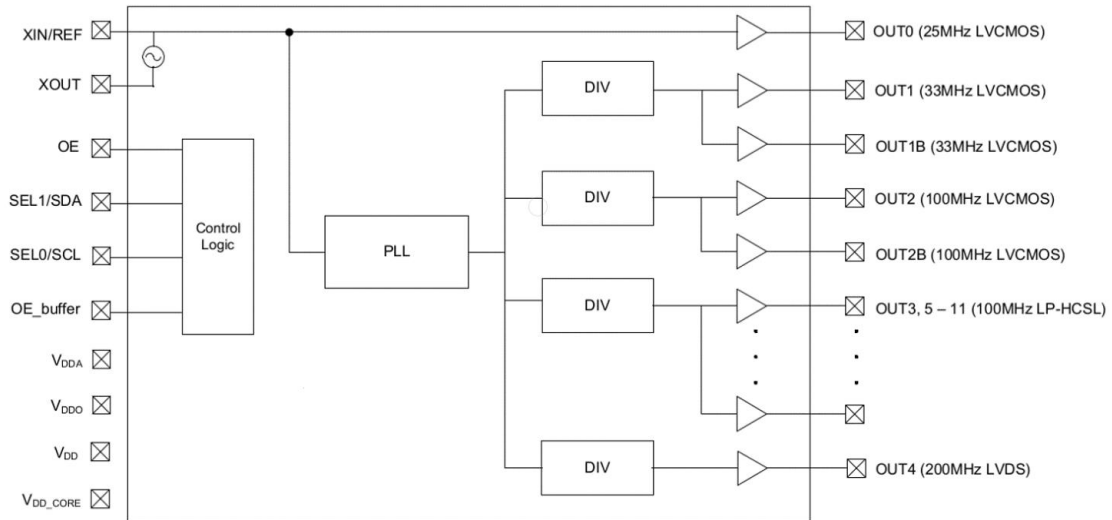 XIN/REF
XOUT
OE
SEL1/SDA
SEL0/SCL
OE_buffer
VDDA
VDDO
VDD
VDD_CORE
Control
Logic
PLL
DIV
DIV
DIV
DIV
OUT0 (25MHz LVCMOS)
OUT1 (33MHz LVCMOS)
OUT1B (33MHz LVCMOS)
OUT2 (100MHz LVCMOS)
OUT2B (100MHz LVCMOS)
OUT3, 5 – 11 (100MHz LP-HCSL)
OUT4 (200MHz LVDS)